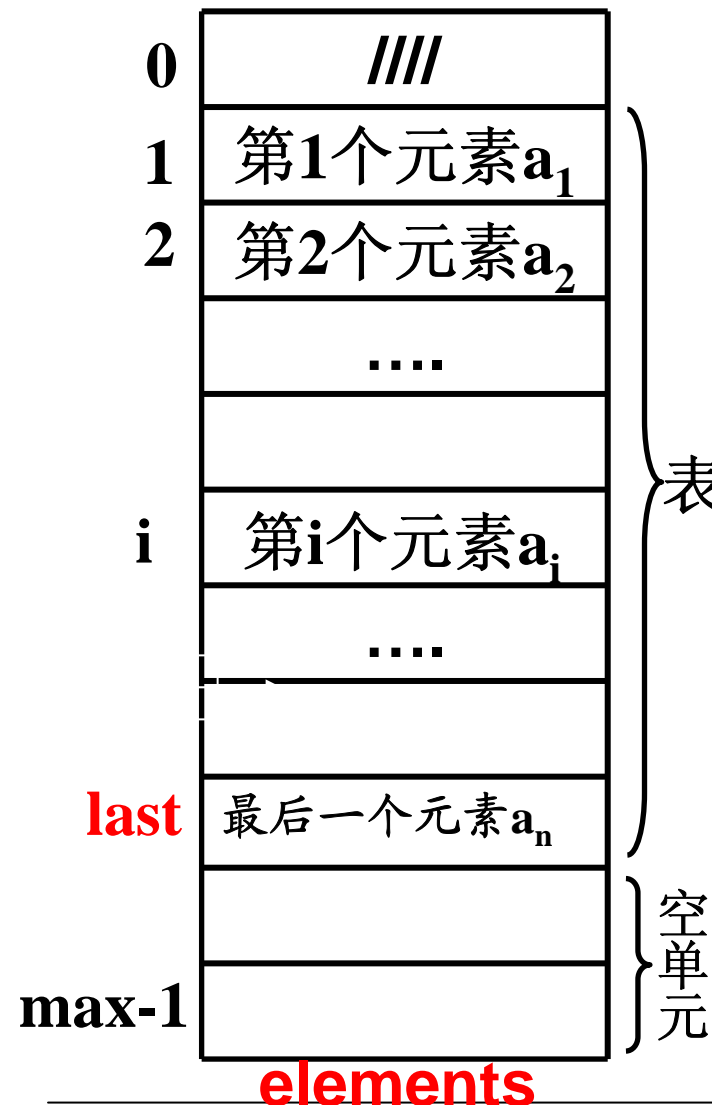 0 ////
1 第1个元素a₁
2 第2个元素a₂
....
i 第i个元素aᵢ
表
....
last 最后一个元素aₙ
空单元
max-1
elements